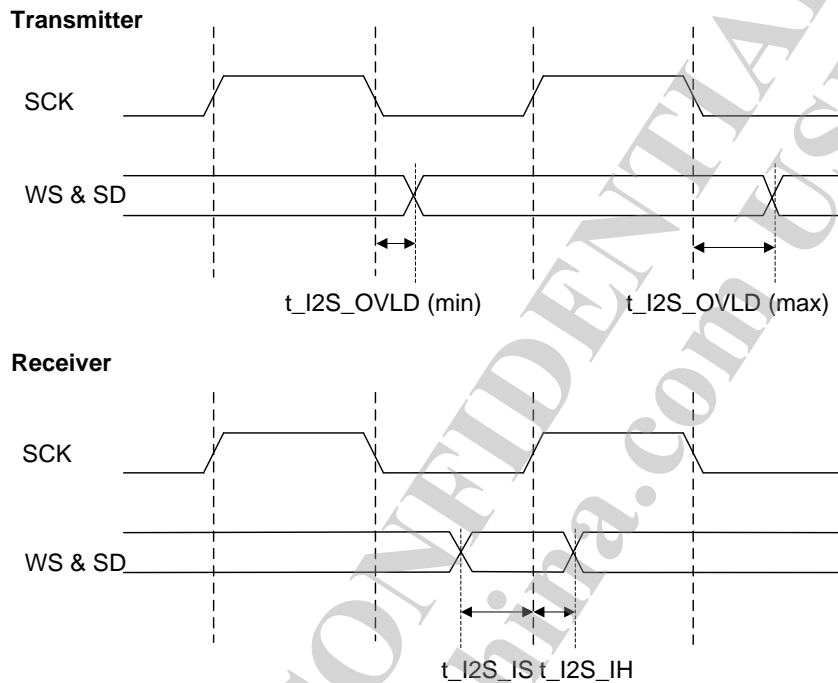 Transmitter
SCK
WS & SD
t_I2S_OVLD (min) t_I2S_OVLD (max)
Receiver
SCK
WS & SD
t_I2S_IS t_I2S_IH